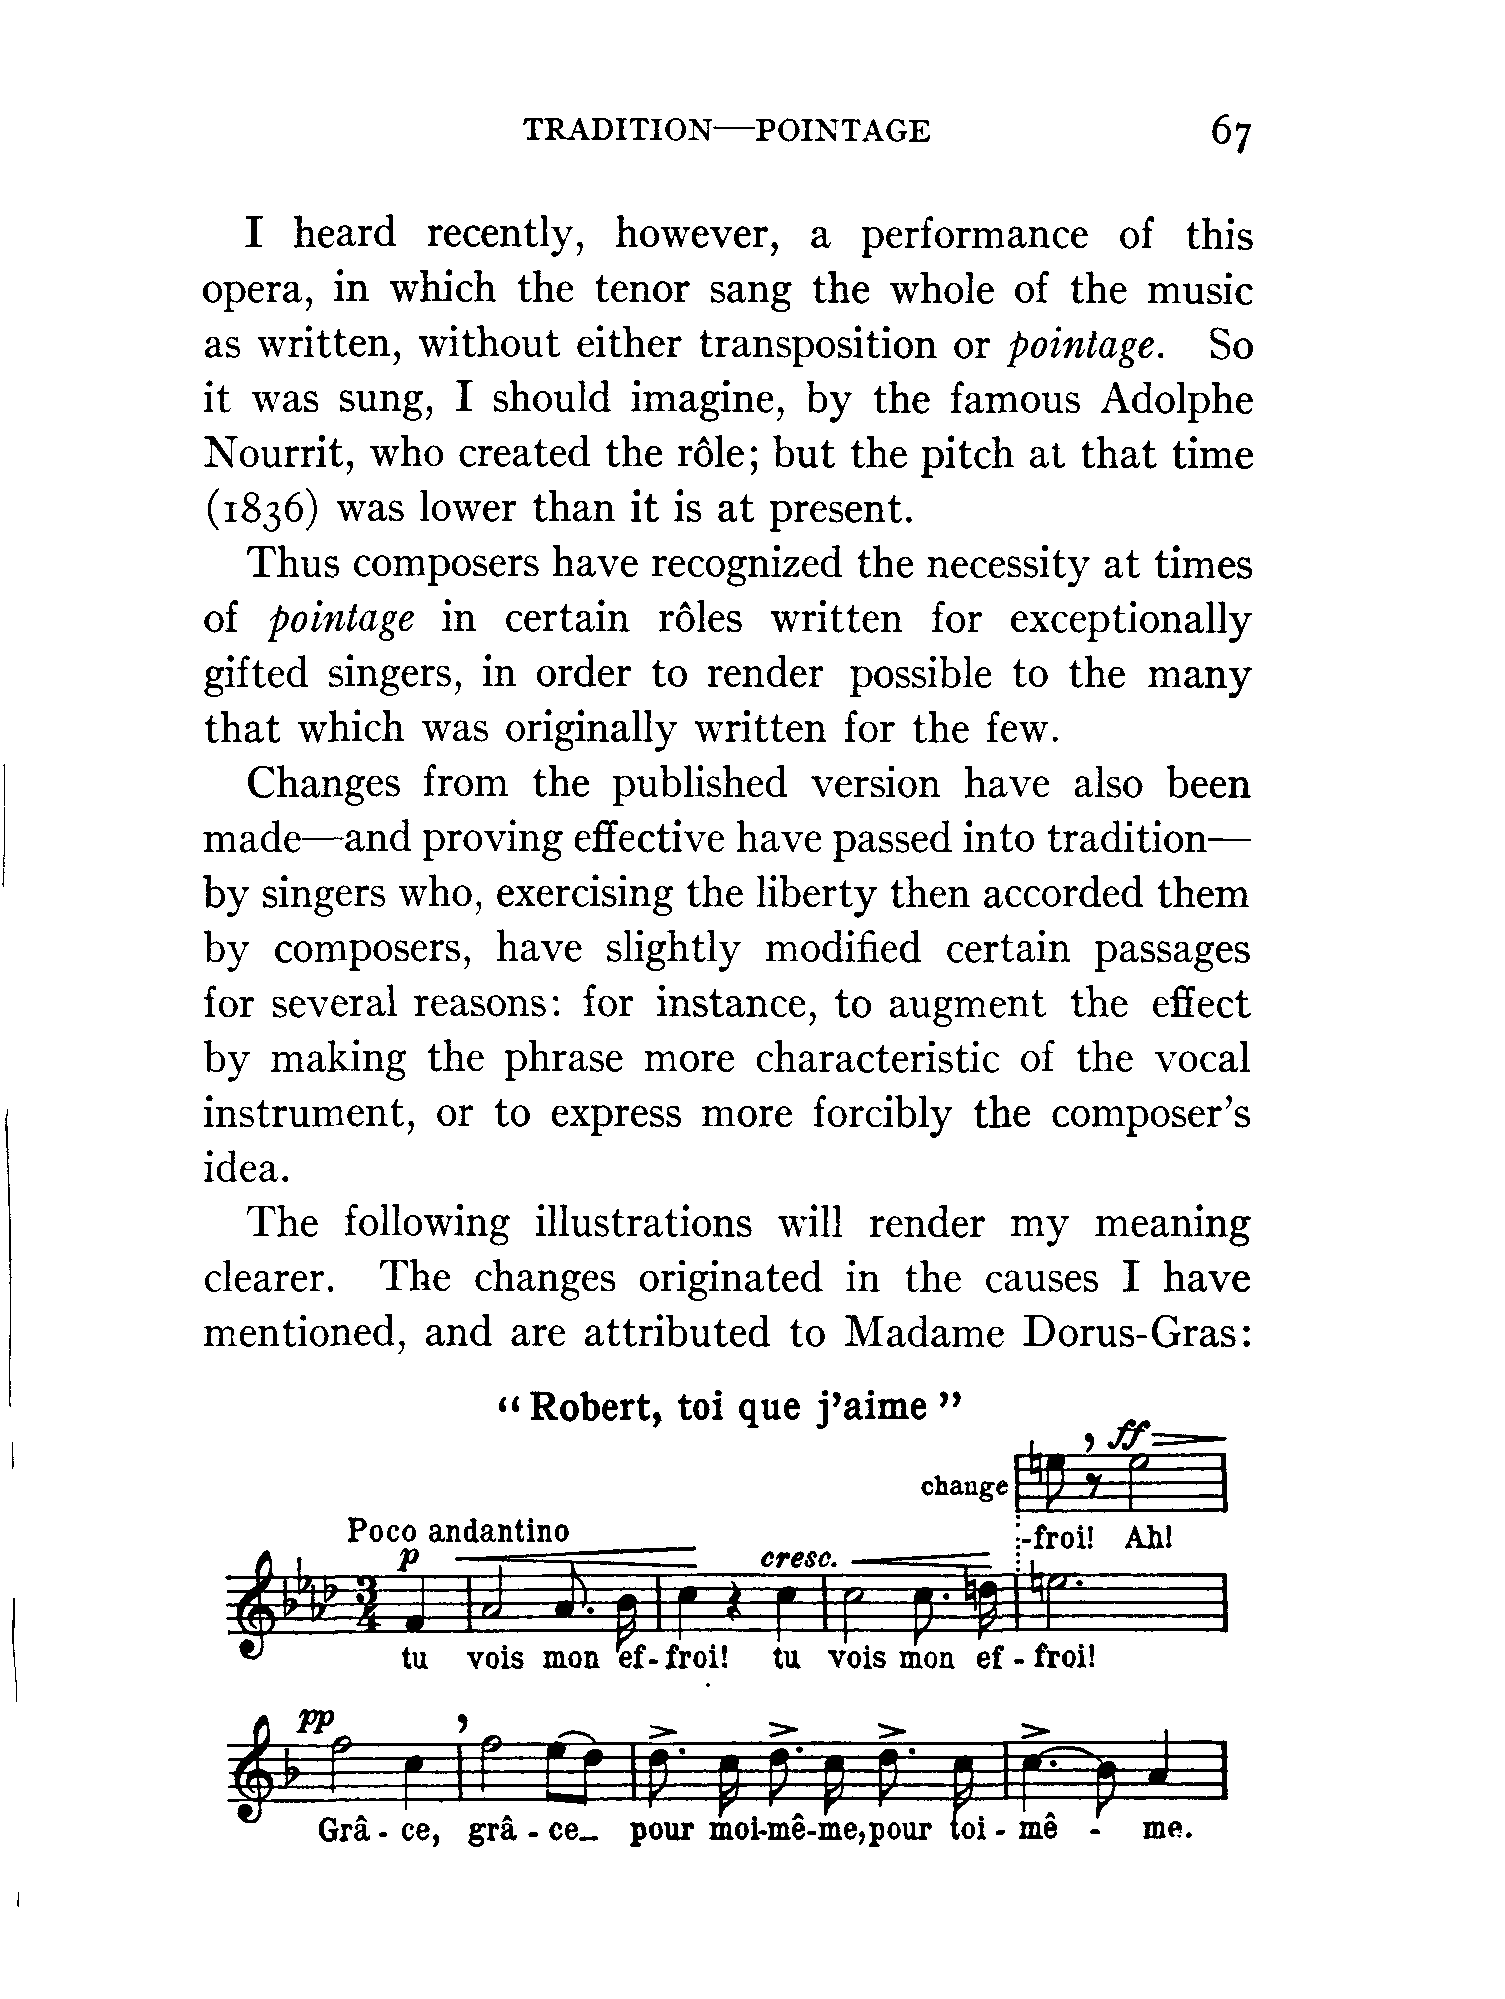 TRADITION—POINTAGE 67
I heard recently, however, a performance of this
opera, in which the tenor sang the whole of the music
as written, without either transposition or pointage. So
it was sung, I should imagine, by the famous Adolphe
Nourrit, who created the rôle; but the pitch at that time
(1836) was lower than it is at present.
Thus composers have recognized the necessity at times
of pointage in certain rôles written for exceptionally
gifted singers, in order to render possible to the many
that which was originally written for the few.
Changes from the published version have also been
made—and proving effective have passed into tradition—
by singers who, exercising the liberty then accorded them
by composers, have slightly modified certain passages
for several reasons: for instance, to augment the effect
by making the phrase more characteristic of the vocal
instrument, or to express more forcibly the composer's
idea.
The following illustrations will render my meaning
clearer. The changes originated in the causes I have
mentioned, and are attributed to Madame Dorus-Gras:
"Robert, toi que j'aime"
ff
change
-froi! Ah!
Poco andantino
p cresc.
3/4
tu vois mon ef-froi! tu vois mon ef - froi!
pp
Grâ - ce, grâ - ce_ pour moi-mê-me, pour toi - mê - me.